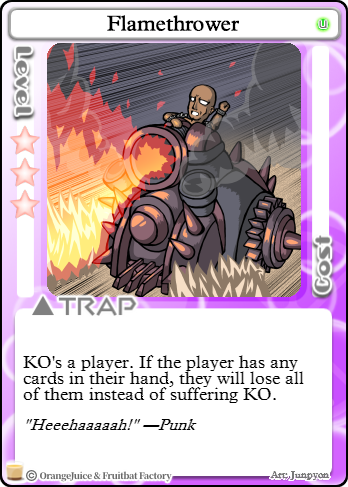 Flamethrower
U
Level
Cost
TRAP
KO's a player. If the player has any
cards in their hand, they will lose all
of them instead of suffering KO.
"Heeehaaaaah!" —Punk
© OrangeJuice & Fruitbat Factory
Art: Junpyon